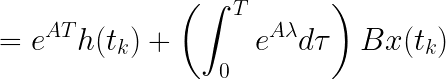 = e^{AT} h(t_k) + \left( \int_0^T e^{A\lambda} d\tau \right) Bx(t_k)